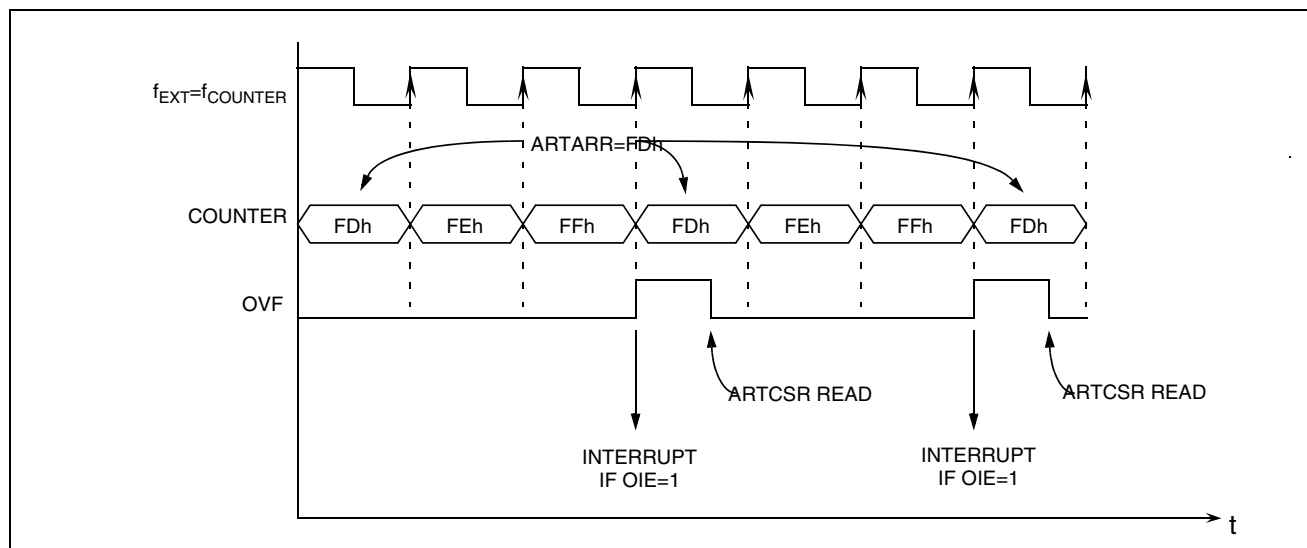 fEXT=fCOUNTER
ARTARR=FDh
COUNTER
FDh FEh FFh FDh FEh FFh FDh
OVF
ARTCSR READ
ARTCSR READ
INTERRUPT
IF OIE=1
INTERRUPT
IF OIE=1
t